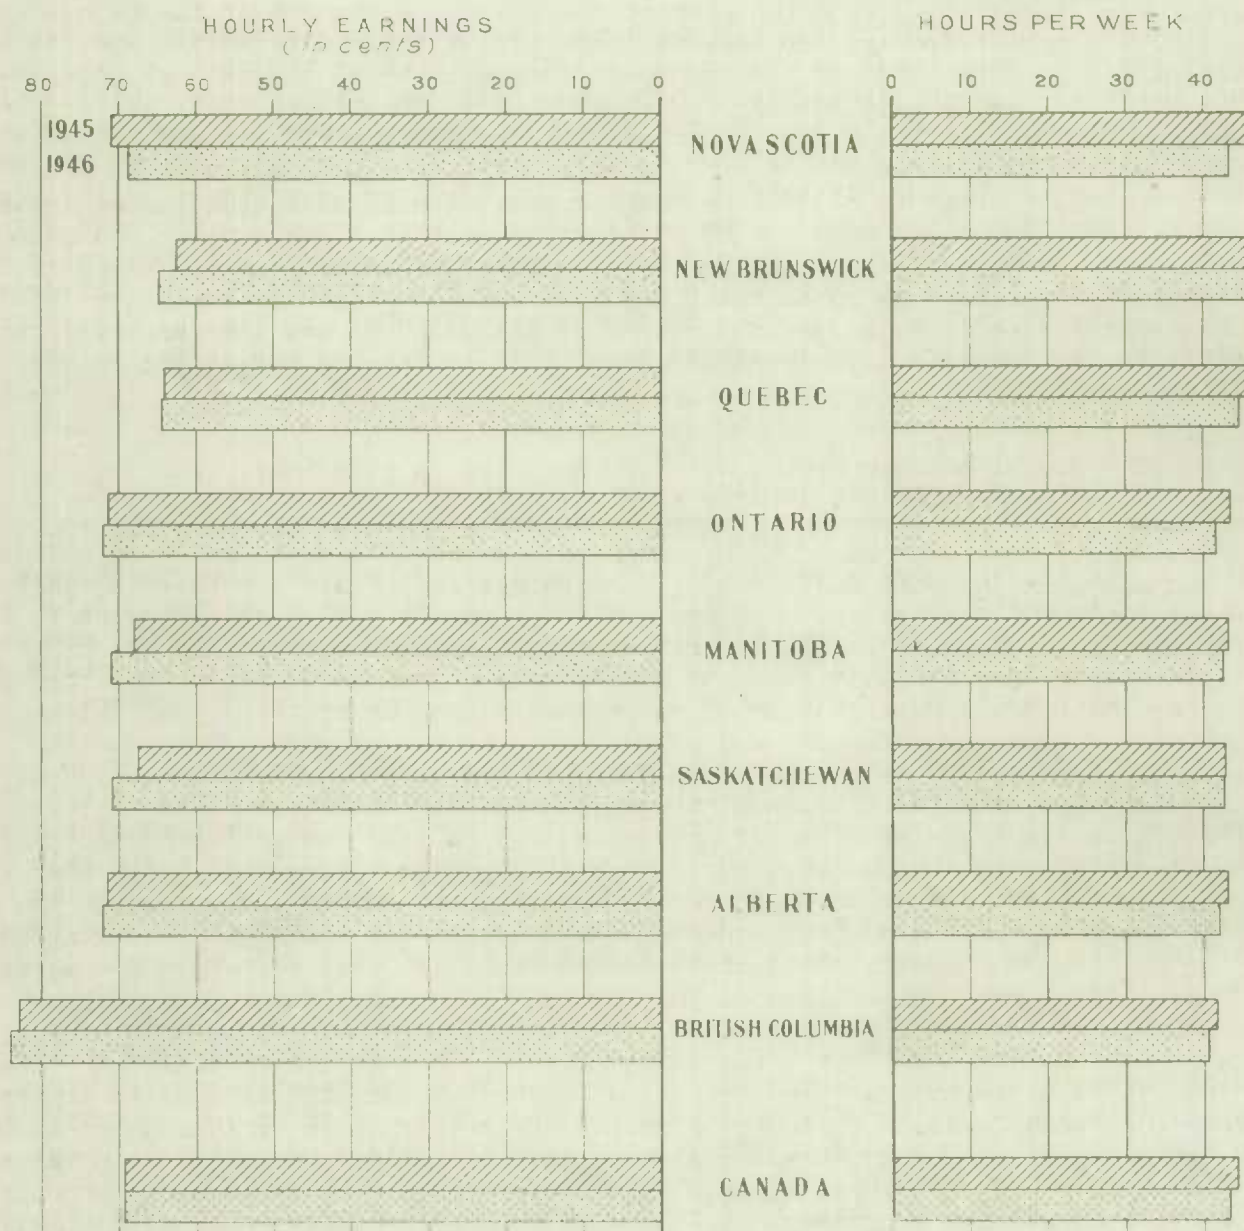 HOURLY EARNINGS
(in cents)
HOURS PER WEEK
80 70 60 50 40 30 20 10 0
0 10 20 30 40
1945
1946
NOVA SCOTIA
NEW BRUNSWICK
QUEBEC
ONTARIO
MANITOBA
SASKATCHEWAN
ALBERTA
BRITISH COLUMBIA
CANADA